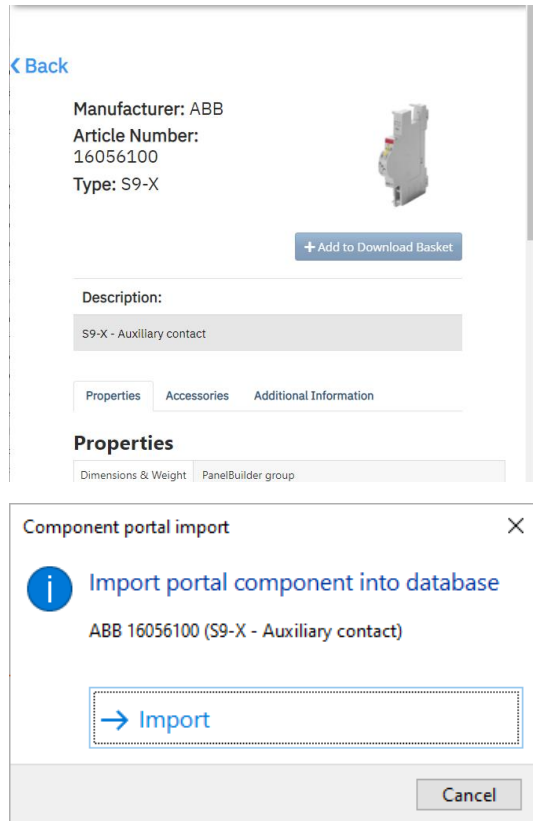 Back
Manufacturer: ABB
Article Number:
16056100
Type: S9-X
+ Add to Download Basket
Description:
S9-X - Auxiliary contact
Properties Accessories Additional Information
Properties
Dimensions & Weight PanelBuilder group
Component portal import
Import portal component into database
ABB 16056100 (S9-X - Auxiliary contact)
Import
Cancel